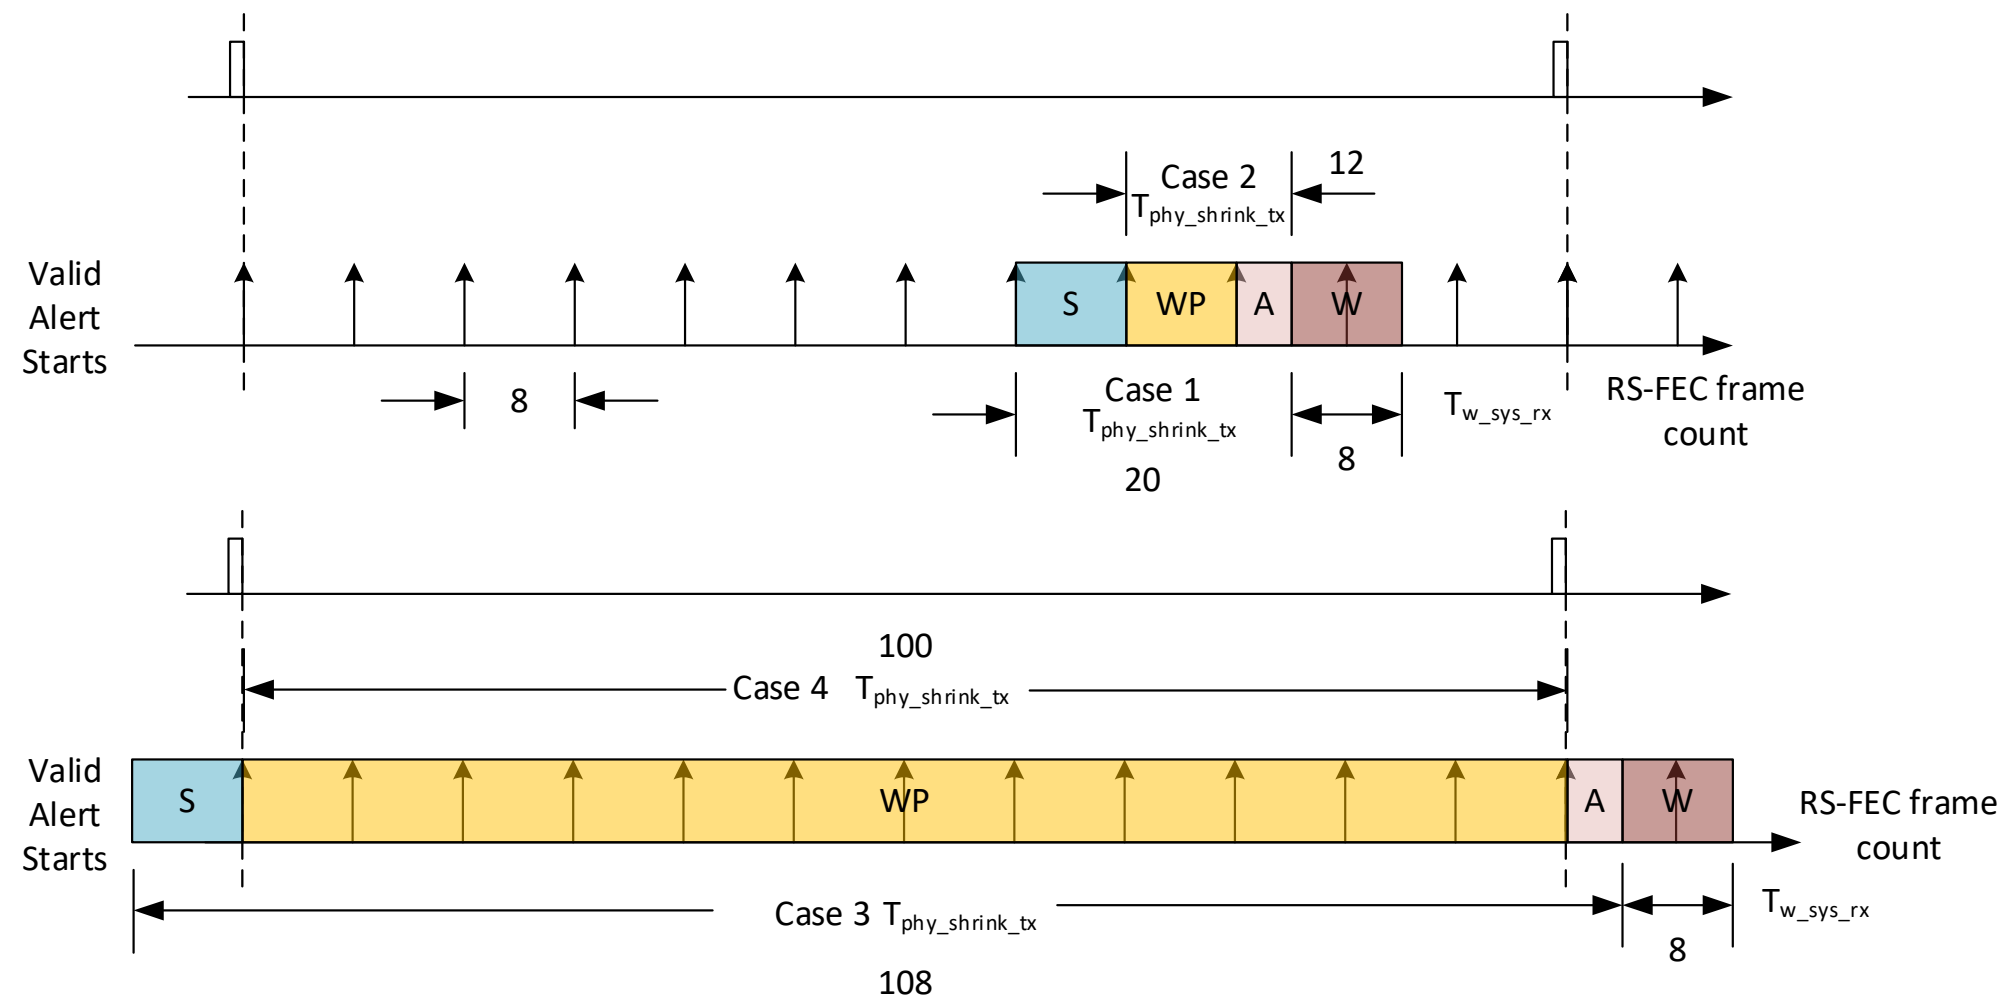 Case 2
12
Tphy_shrink_tx
Valid
Alert
Starts
S
WP
A
W
8
Case 1
Tphy_shrink_tx
20
8
Tw_sys_rx
RS-FEC frame
count
100
Case 4 Tphy_shrink_tx
Valid
Alert
Starts
S
WP
A
W
RS-FEC frame
count
Case 3 Tphy_shrink_tx
108
8
Tw_sys_rx